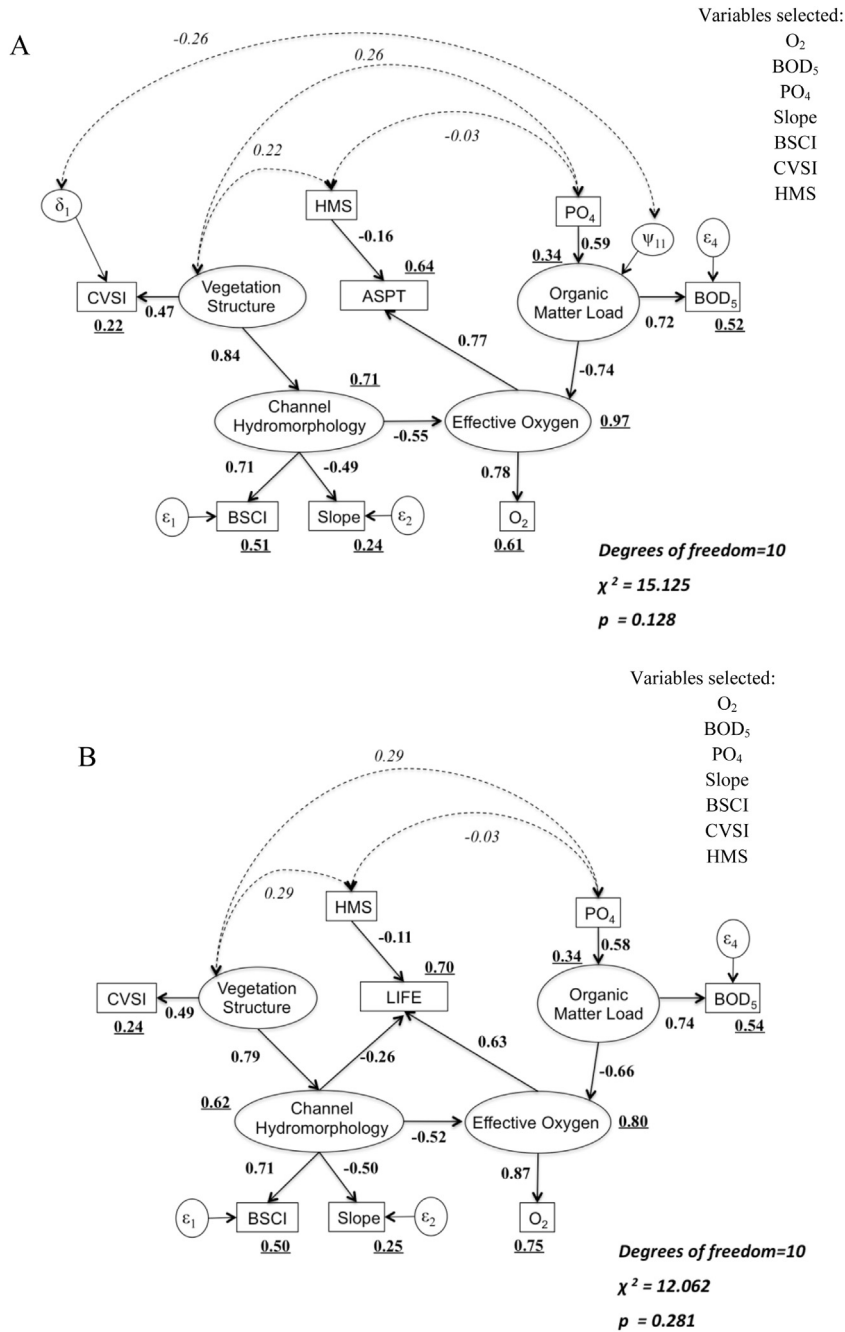 A
Variables selected:
O₂
BOD₅
PO₄
Slope
BSCI
CVSI
HMS
-0.26
0.26
-0.03
0.22
δ₁
HMS
PO₄
Ψ₁₁
ε₄
-0.16
0.59
0.64
0.34
CVSI
0.47
0.22
Vegetation
Structure
ASPT
Organic
Matter Load
0.72
BOD₅
0.52
0.77
0.84
-0.74
0.71
Channel
Hydromorphology
-0.55
Effective Oxygen
0.97
0.71
-0.49
0.78
ε₁
BSCI
Slope
ε₂
O₂
0.51
0.24
0.61
Degrees of freedom=10
χ² = 15.125
p = 0.128
B
Variables selected:
O₂
BOD₅
PO₄
Slope
BSCI
CVSI
HMS
0.29
-0.03
0.29
HMS
PO₄
ε₄
-0.11
0.58
0.70
0.34
CVSI
0.49
0.24
Vegetation
Structure
LIFE
Organic
Matter Load
0.74
BOD₅
0.54
0.63
0.79
-0.26
-0.66
0.62
Channel
Hydromorphology
-0.52
Effective Oxygen
0.80
0.71
-0.50
0.87
ε₁
BSCI
Slope
ε₂
O₂
0.50
0.25
0.75
Degrees of freedom=10
χ² = 12.062
p = 0.281